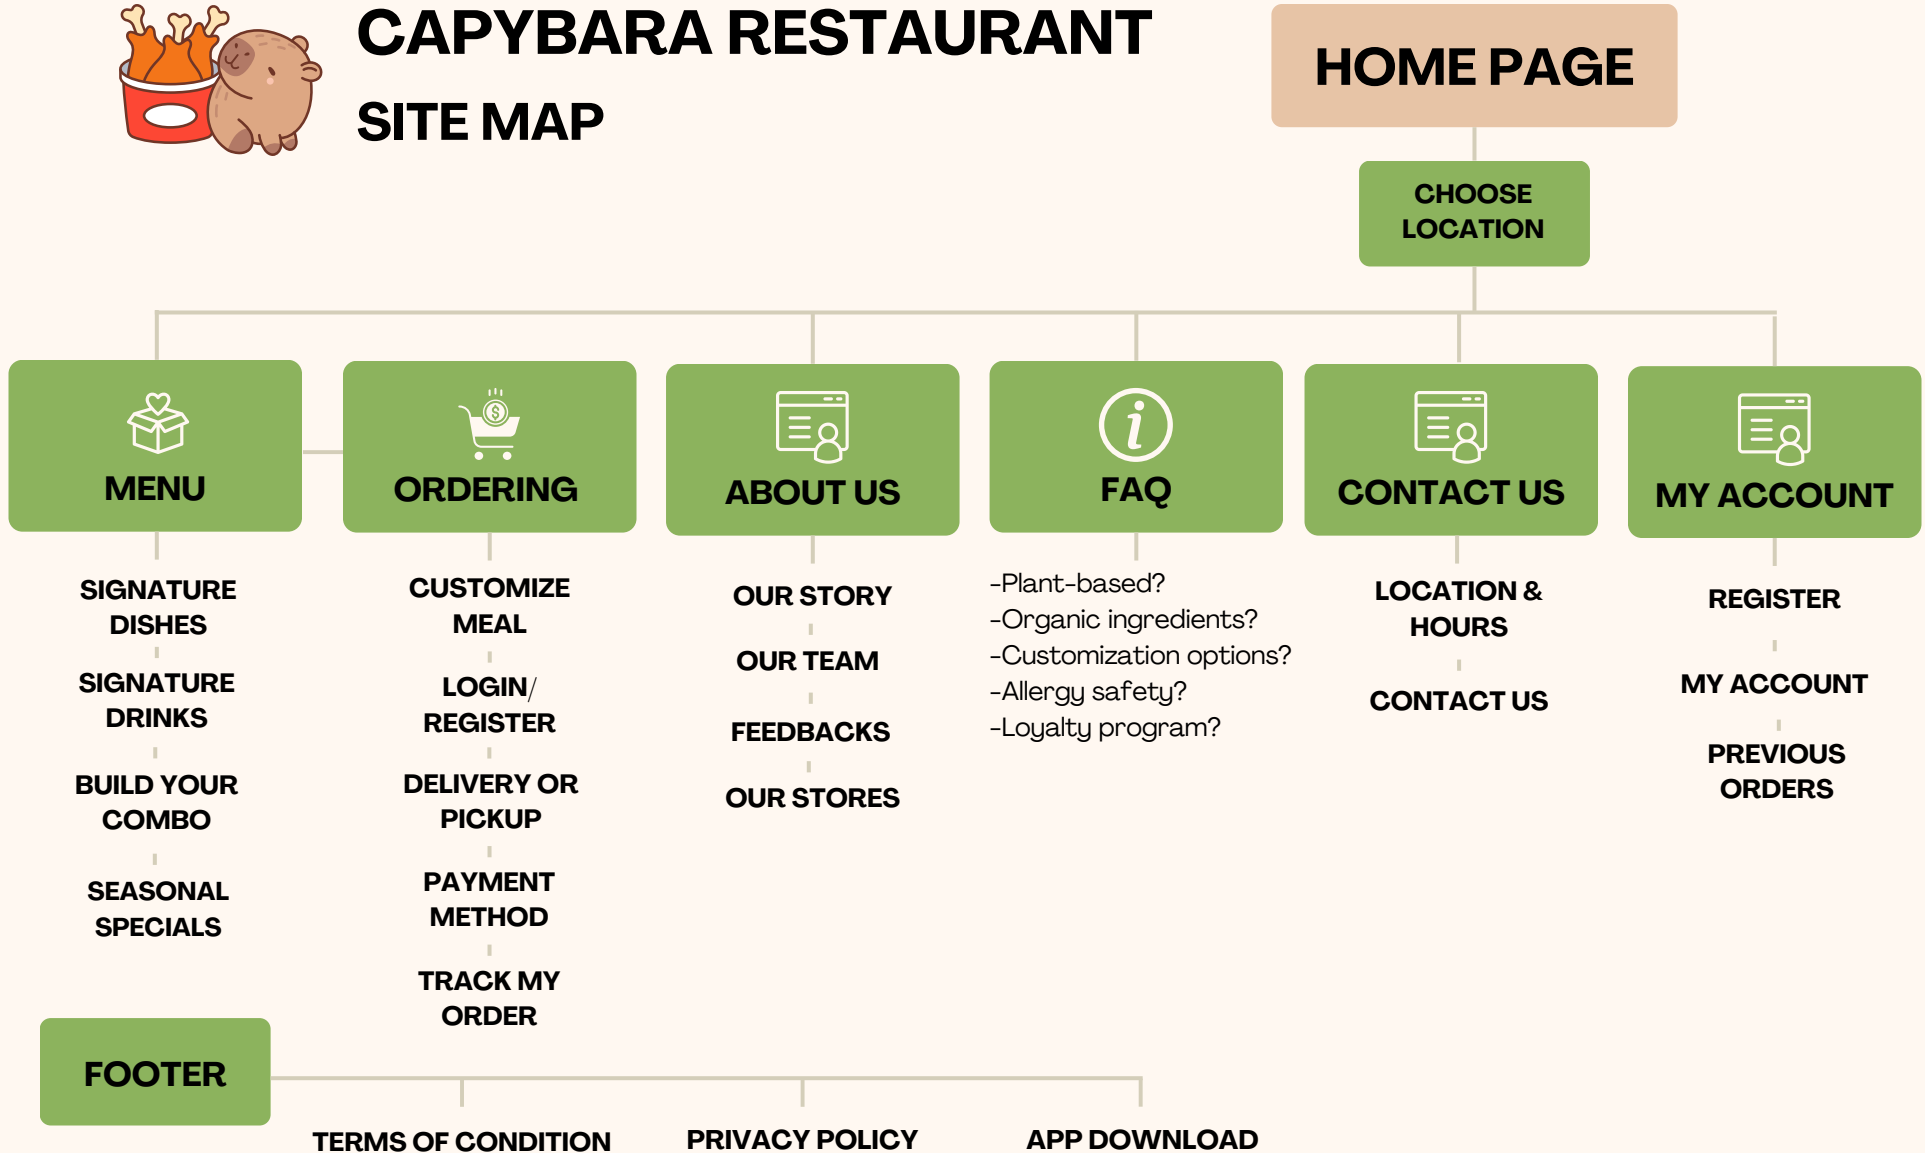 CAPYBARA RESTAURANT
SITE MAP
HOME PAGE
CHOOSE
LOCATION
MENU
SIGNATURE
DISHES
SIGNATURE
DRINKS
BUILD YOUR
COMBO
SEASONAL
SPECIALS
ORDERING
CUSTOMIZE
MEAL
LOGIN/
REGISTER
DELIVERY OR
PICKUP
PAYMENT
METHOD
TRACK MY
ORDER
ABOUT US
OUR STORY
OUR TEAM
FEEDBACKS
OUR STORES
FAQ
-Plant-based?
-Organic ingredients?
-Customization options?
-Allergy safety?
-Loyalty program?
CONTACT US
LOCATION &
HOURS
CONTACT US
MY ACCOUNT
REGISTER
MY ACCOUNT
PREVIOUS
ORDERS
FOOTER
TERMS OF CONDITION
PRIVACY POLICY
APP DOWNLOAD